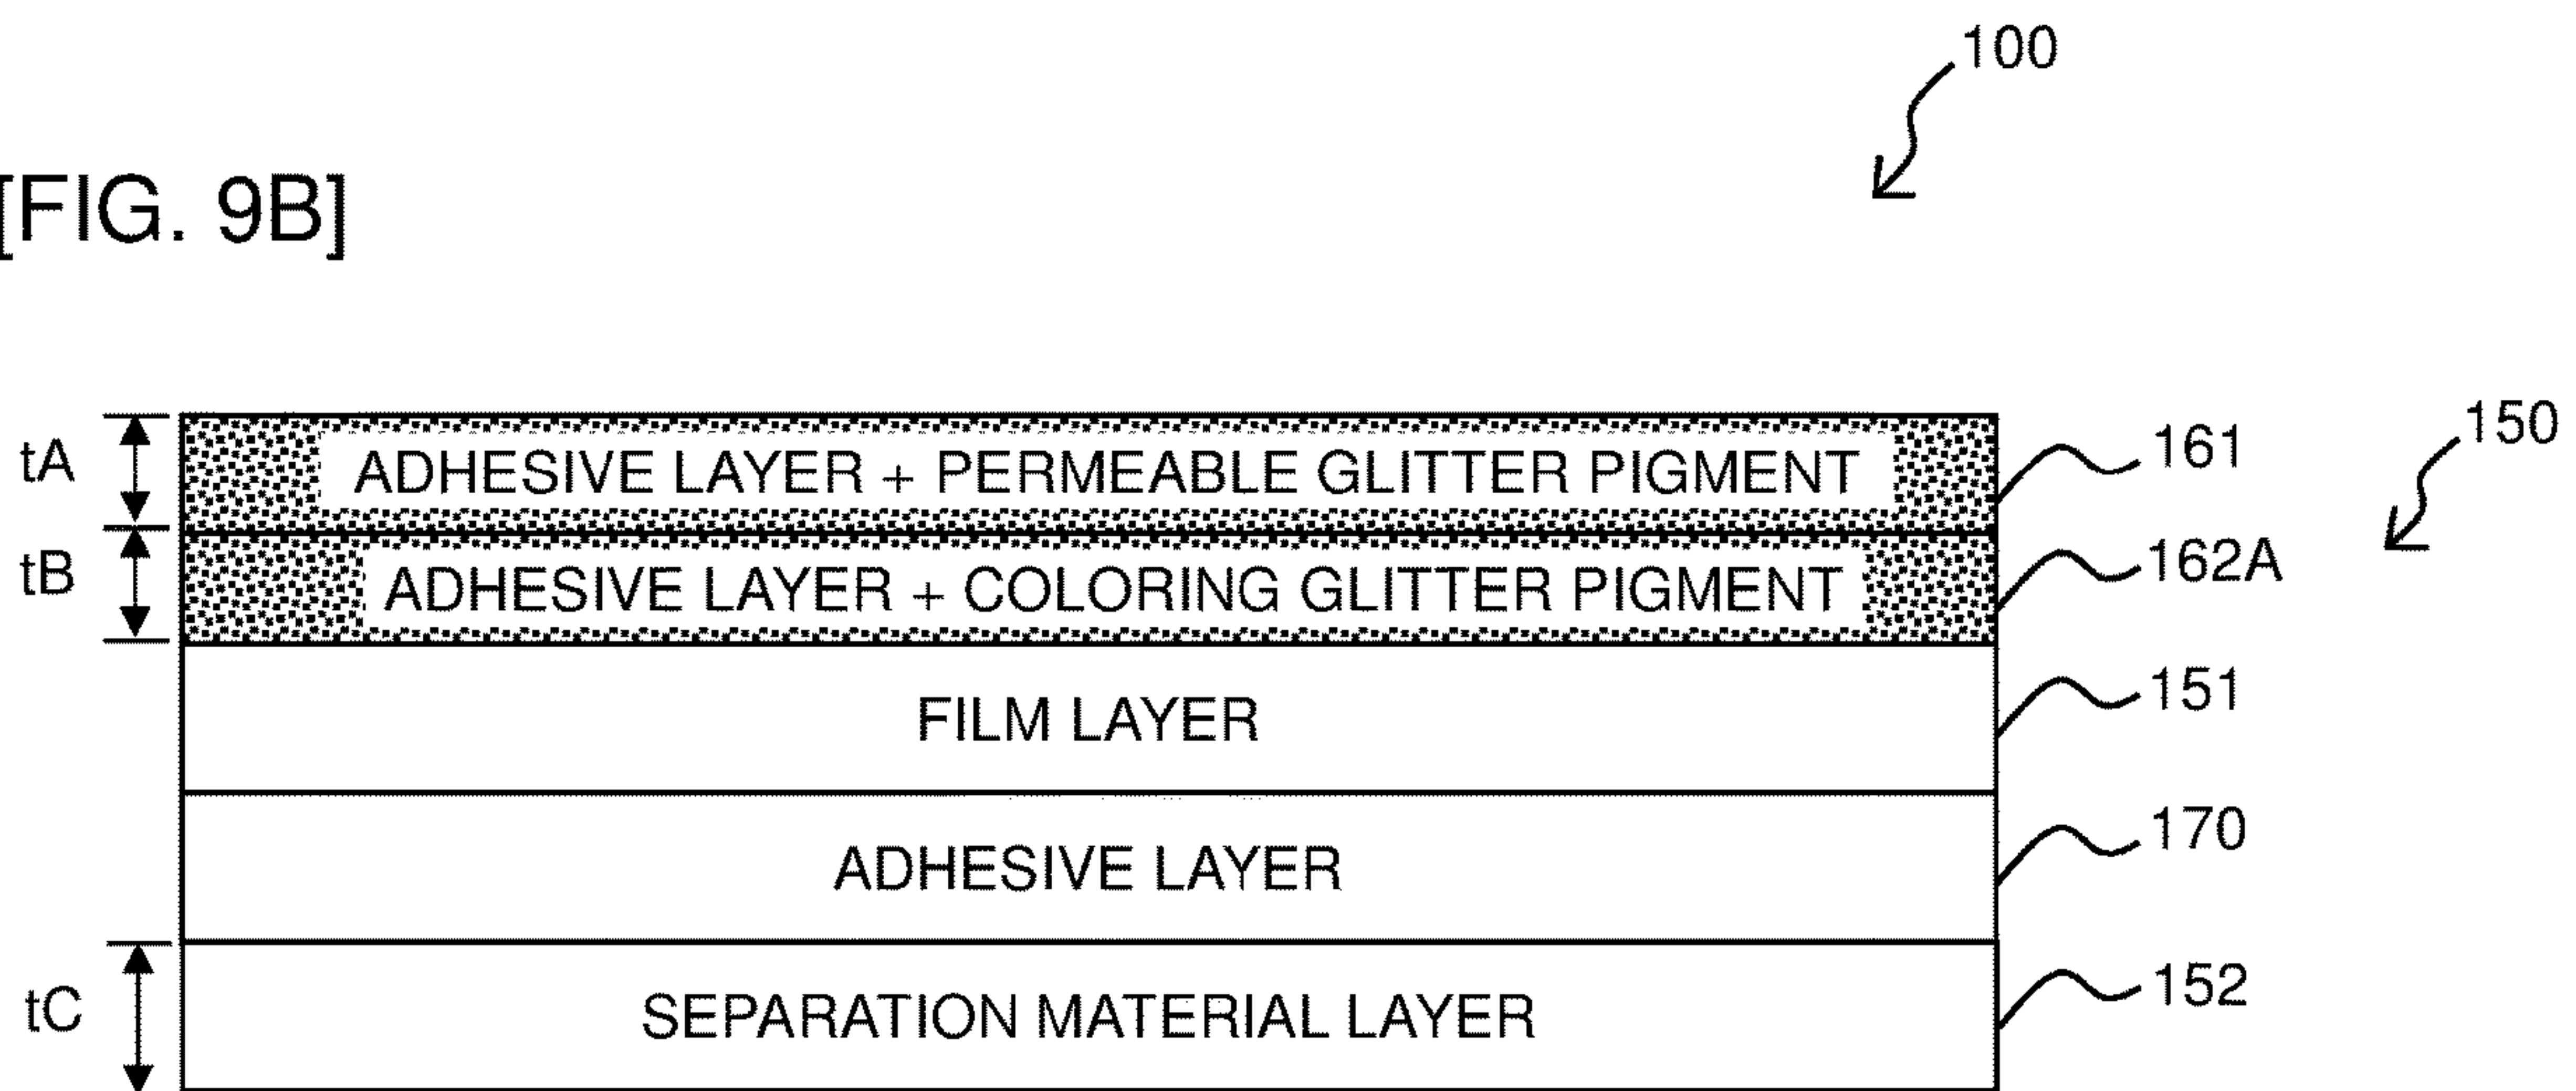 100
[FIG. 9B]
150
tA ADHESIVE LAYER + PERMEABLE GLITTER PIGMENT 161
tB ADHESIVE LAYER + COLORING GLITTER PIGMENT 162A
FILM LAYER 151
ADHESIVE LAYER 170
tC SEPARATION MATERIAL LAYER 152